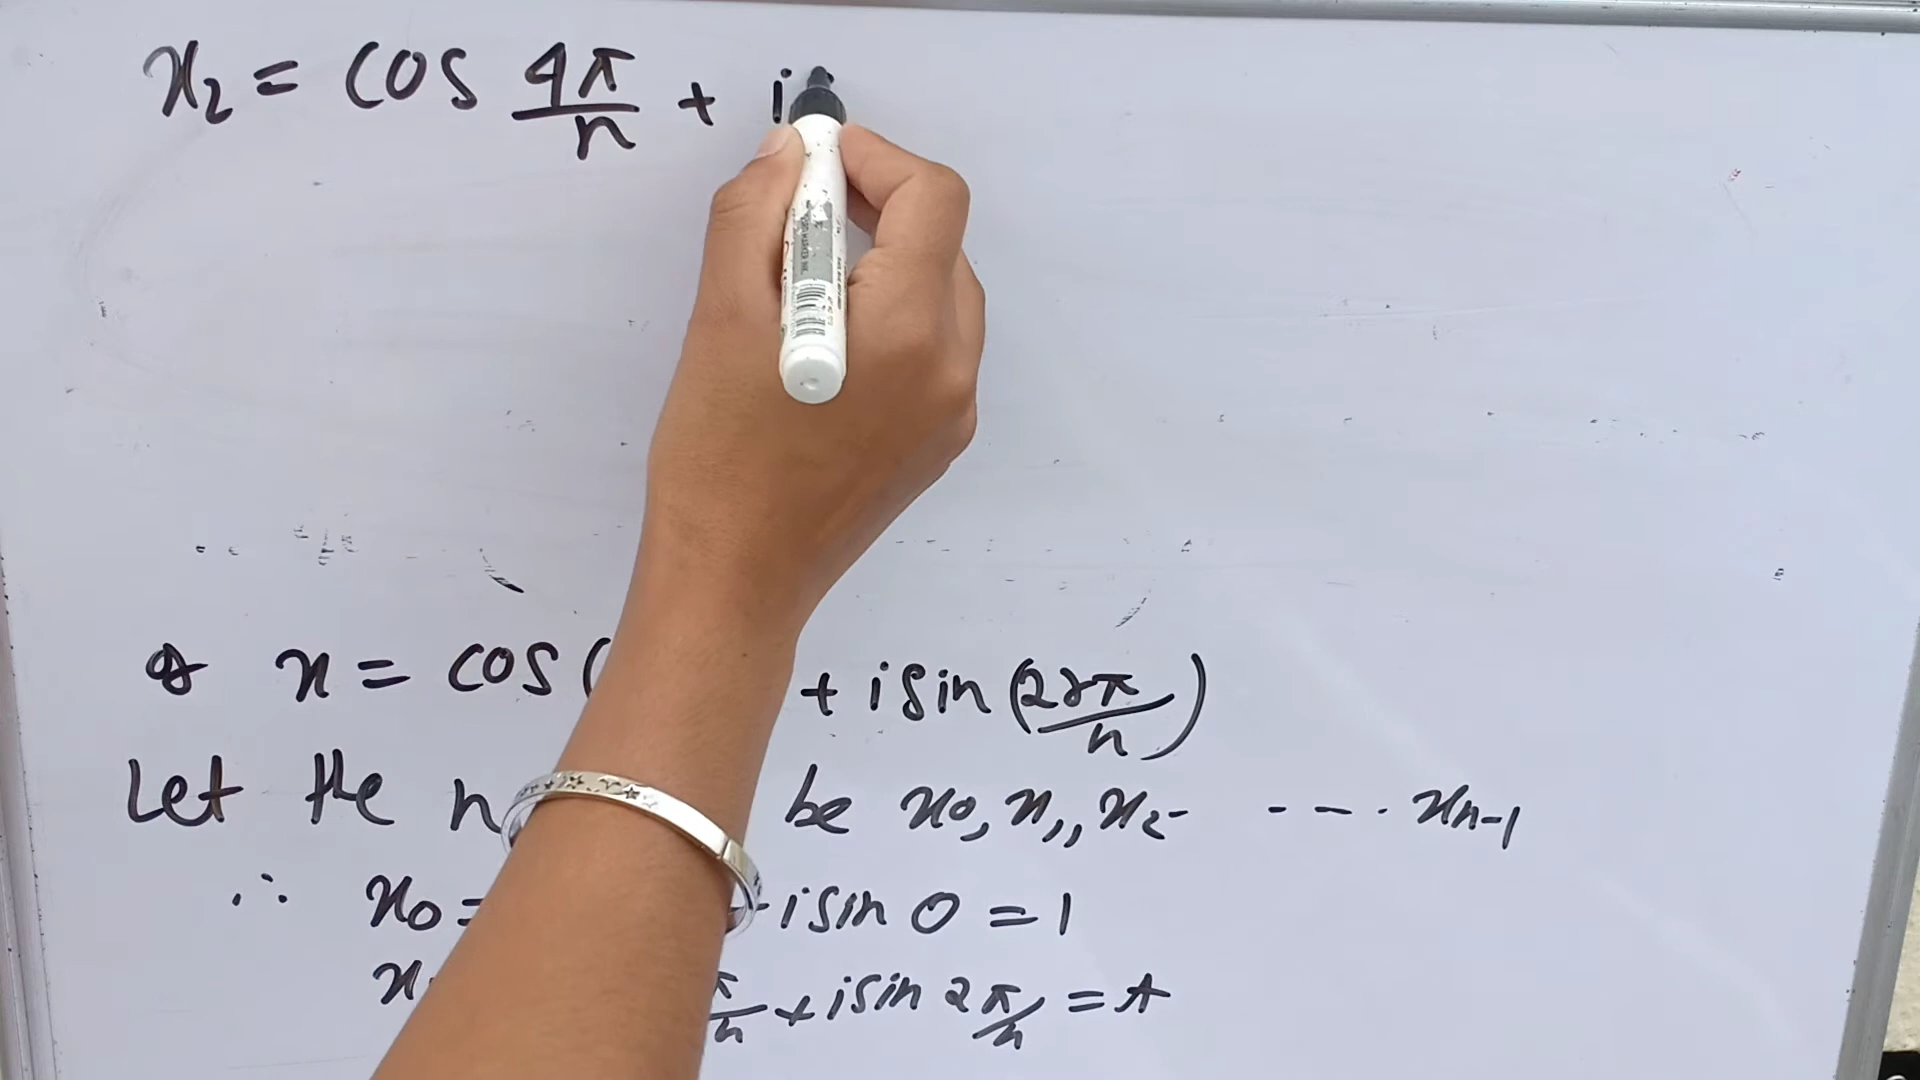 x₂ = cos 4π/n + i
x = cos ( + i sin (2rπ/n)
Let the n be x₀, x₁, x₂ - - - - . xₙ₋₁
∴ x₀ = + i sin 0 = 1
x π/n + i sin 2π/n = A